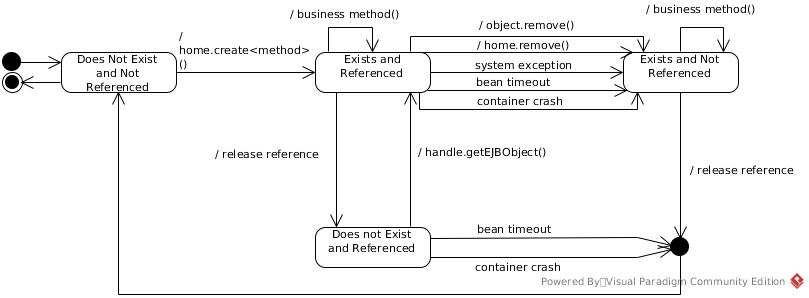 / business method()
/ business method()
/
home.create<method>
()
/ object.remove()
/ home.remove()
system exception
bean timeout
container crash
Does Not Exist
and Not
Referenced
Exists and
Referenced
Exists and Not
Referenced
/ release reference
/ handle.getEJBObject()
/ release reference
Does not Exist
and Referenced
bean timeout
container crash
Powered By Visual Paradigm Community Edition